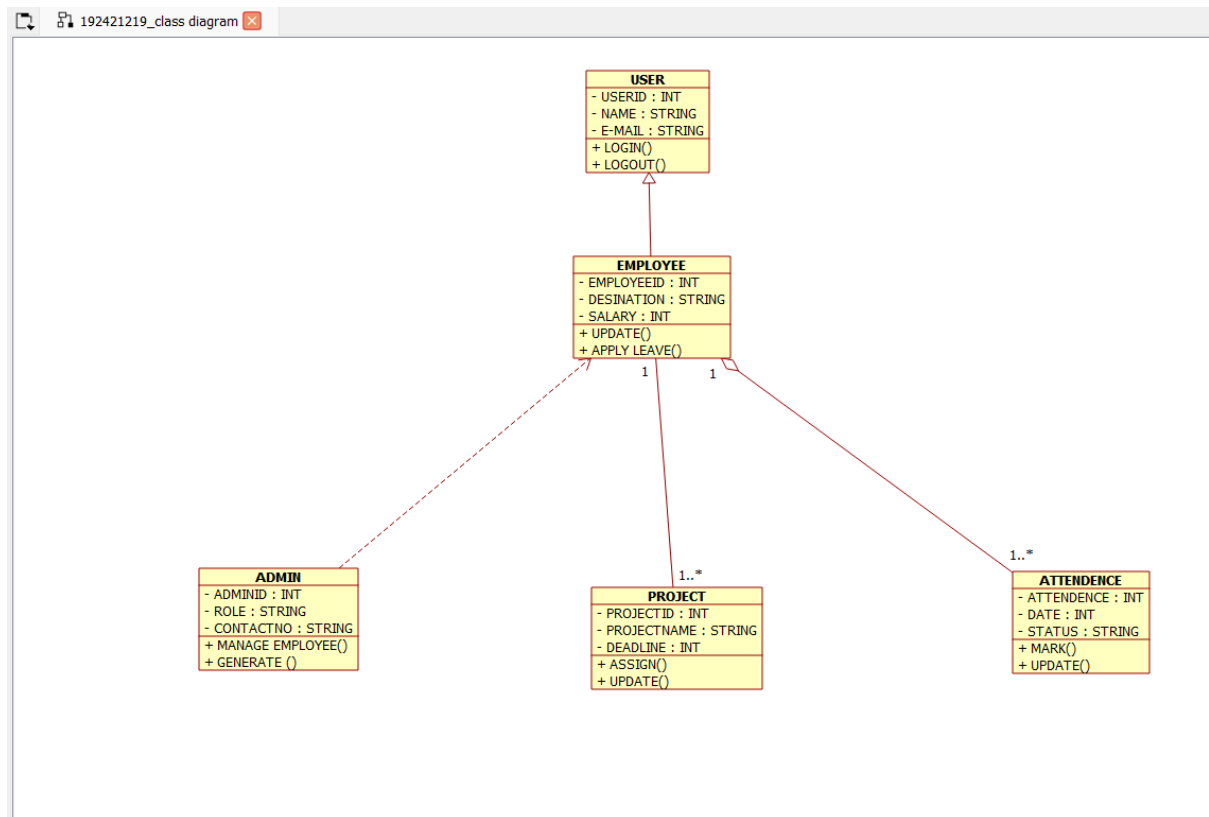 192421219_class diagram
USER
- USERID : INT
- NAME : STRING
- E-MAIL : STRING
+ LOGIN()
+ LOGOUT()
EMPLOYEE
- EMPLOYEEID : INT
- DESINATION : STRING
- SALARY : INT
+ UPDATE()
+ APPLY LEAVE()
1
1
1..*
1..*
ADMIN
- ADMINID : INT
- ROLE : STRING
- CONTACTNO : STRING
+ MANAGE EMPLOYEE()
+ GENERATE ()
PROJECT
- PROJECTID : INT
- PROJECTNAME : STRING
- DEADLINE : INT
+ ASSIGN()
+ UPDATE()
ATTENDENCE
- ATTENDENCE : INT
- DATE : INT
- STATUS : STRING
+ MARK()
+ UPDATE()